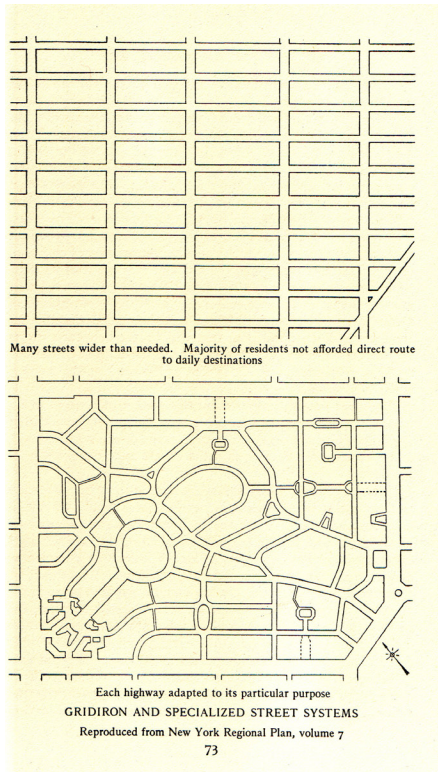 Many streets wider than needed. Majority of residents not afforded direct route
to daily destinations
Each highway adapted to its particular purpose
GRIDIRON AND SPECIALIZED STREET SYSTEMS
Reproduced from New York Regional Plan, volume 7
73